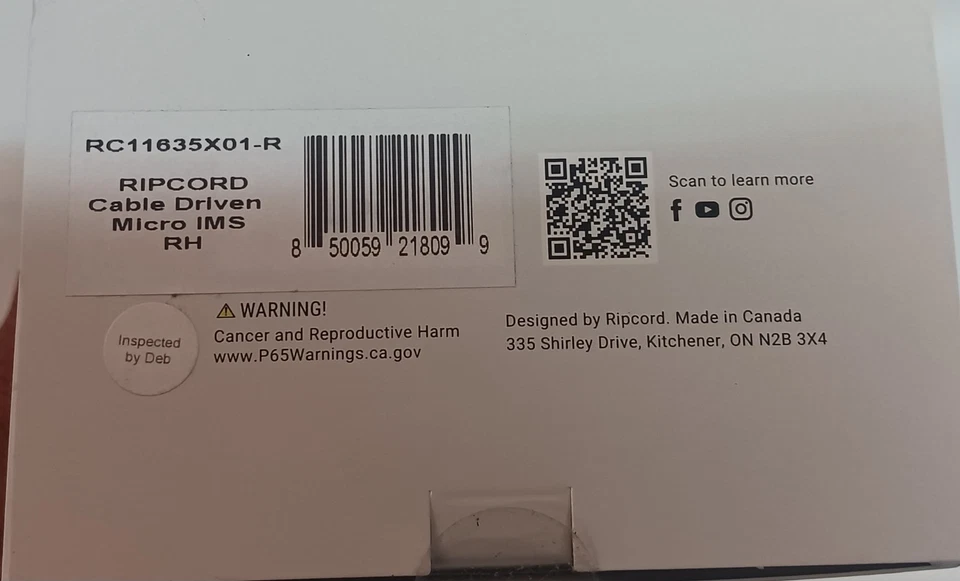 RC11635X01-R
RIPCORD
Cable Driven
Micro IMS
RH
8 50059 21809 9
Scan to learn more
Inspected
by Deb
WARNING!
Cancer and Reproductive Harm
www.P65Warnings.ca.gov
Designed by Ripcord. Made in Canada
335 Shirley Drive, Kitchener, ON N2B 3X4